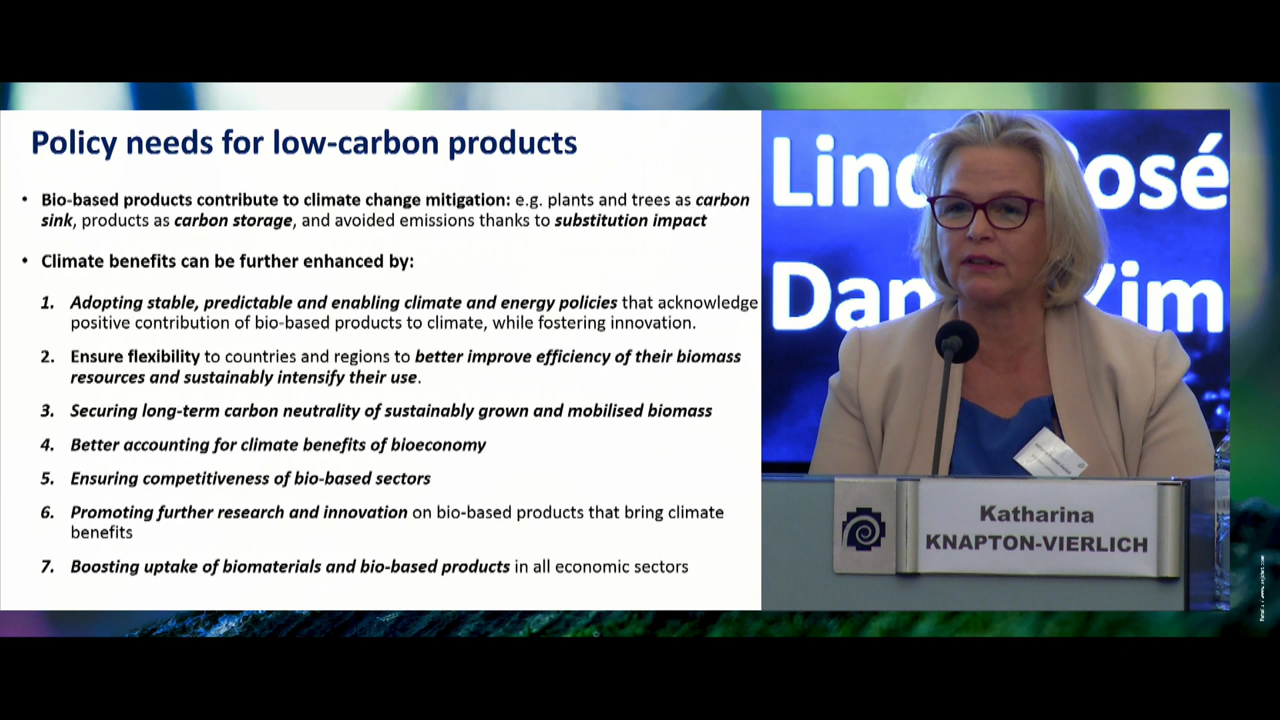 Policy needs for low-carbon products
• Bio-based products contribute to climate change mitigation: e.g. plants and trees as carbon
sink, products as carbon storage, and avoided emissions thanks to substitution impact
• Climate benefits can be further enhanced by:
1. Adopting stable, predictable and enabling climate and energy policies that acknowledge
positive contribution of bio-based products to climate, while fostering innovation.
2. Ensure flexibility to countries and regions to better improve efficiency of their biomass
resources and sustainably intensify their use.
3. Securing long-term carbon neutrality of sustainably grown and mobilised biomass
4. Better accounting for climate benefits of bioeconomy
5. Ensuring competitiveness of bio-based sectors
6. Promoting further research and innovation on bio-based products that bring climate
benefits
7. Boosting uptake of biomaterials and bio-based products in all economic sectors
Katharina
KNAPTON-VIERLICH